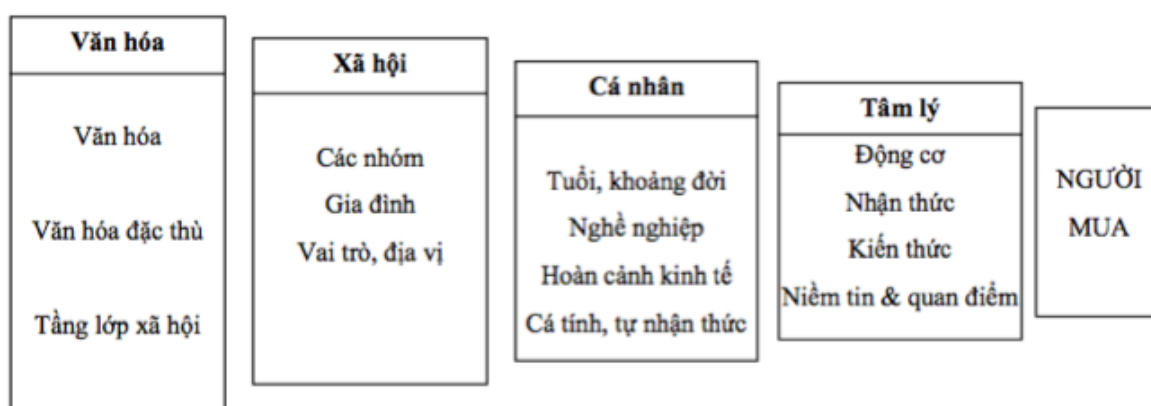 Văn hóa
Văn hóa
Văn hóa đặc thù
Tầng lớp xã hội
Xã hội
Các nhóm
Gia đình
Vai trò, địa vị
Cá nhân
Tuổi, khoảng đời
Nghề nghiệp
Hoàn cảnh kinh tế
Cá tính, tự nhận thức
Tâm lý
Động cơ
Nhận thức
Kiến thức
Niềm tin & quan điểm
NGƯỜI
MUA